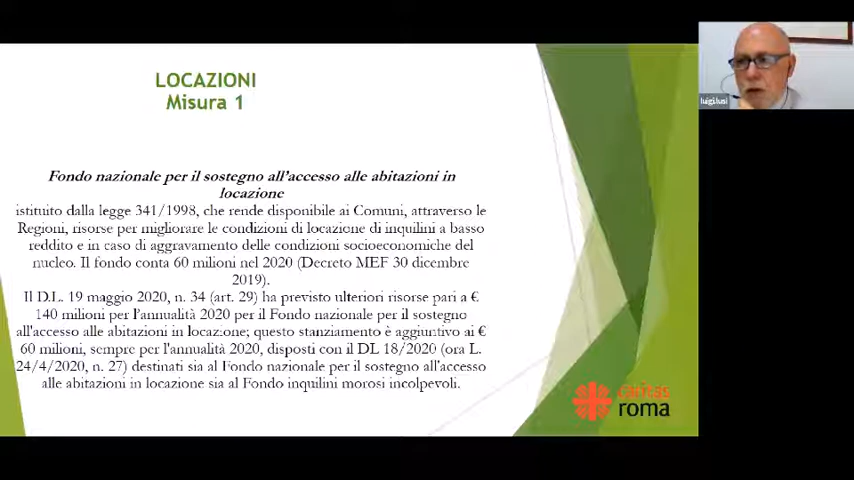 LOCAZIONI
Misura 1
Fondo nazionale per il sostegno all'accesso alle abitazioni in
locazione
istituito dalla legge 341/1998, che rende disponibile ai Comuni, attraverso le
Regioni, risorse per migliorare le condizioni di locazione di inquilini a basso
reddito e in caso di aggravamento delle condizioni socioeconomiche del
nucleo. Il fondo conta 60 milioni nel 2020 (Decreto MEF 30 dicembre
2019).
Il D.L. 19 maggio 2020, n. 34 (art. 29) ha previsto ulteriori risorse pari a €
140 milioni per l'annualità 2020 per il Fondo nazionale per il sostegno
all'accesso alle abitazioni in locazione; questo stanziamento è aggiuntivo ai €
60 milioni, sempre per l'annualità 2020, disposti con il DL 18/2020 (ora L.
24/4/2020, n. 27) destinati sia al Fondo nazionale per il sostegno all'accesso
alle abitazioni in locazione sia al Fondo inquilini morosi incolpevoli.
caritas
roma
luigi.lusi